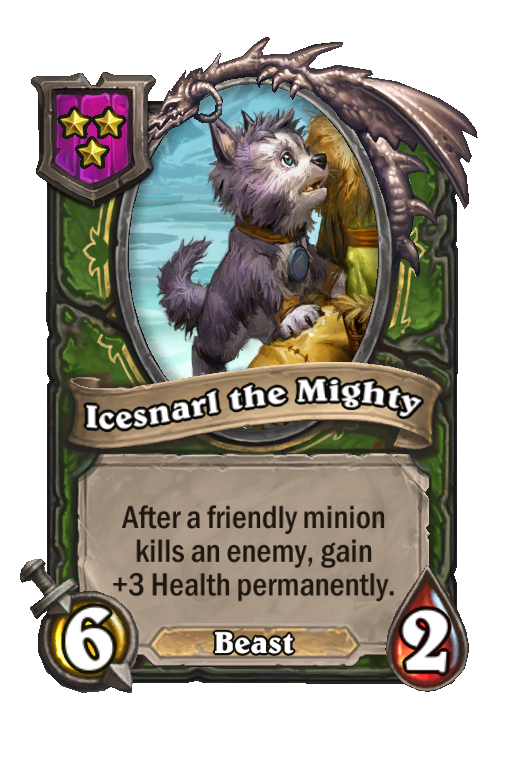 Icesnarl the Mighty
After a friendly minion
kills an enemy, gain
+3 Health permanently.
6
Beast
2